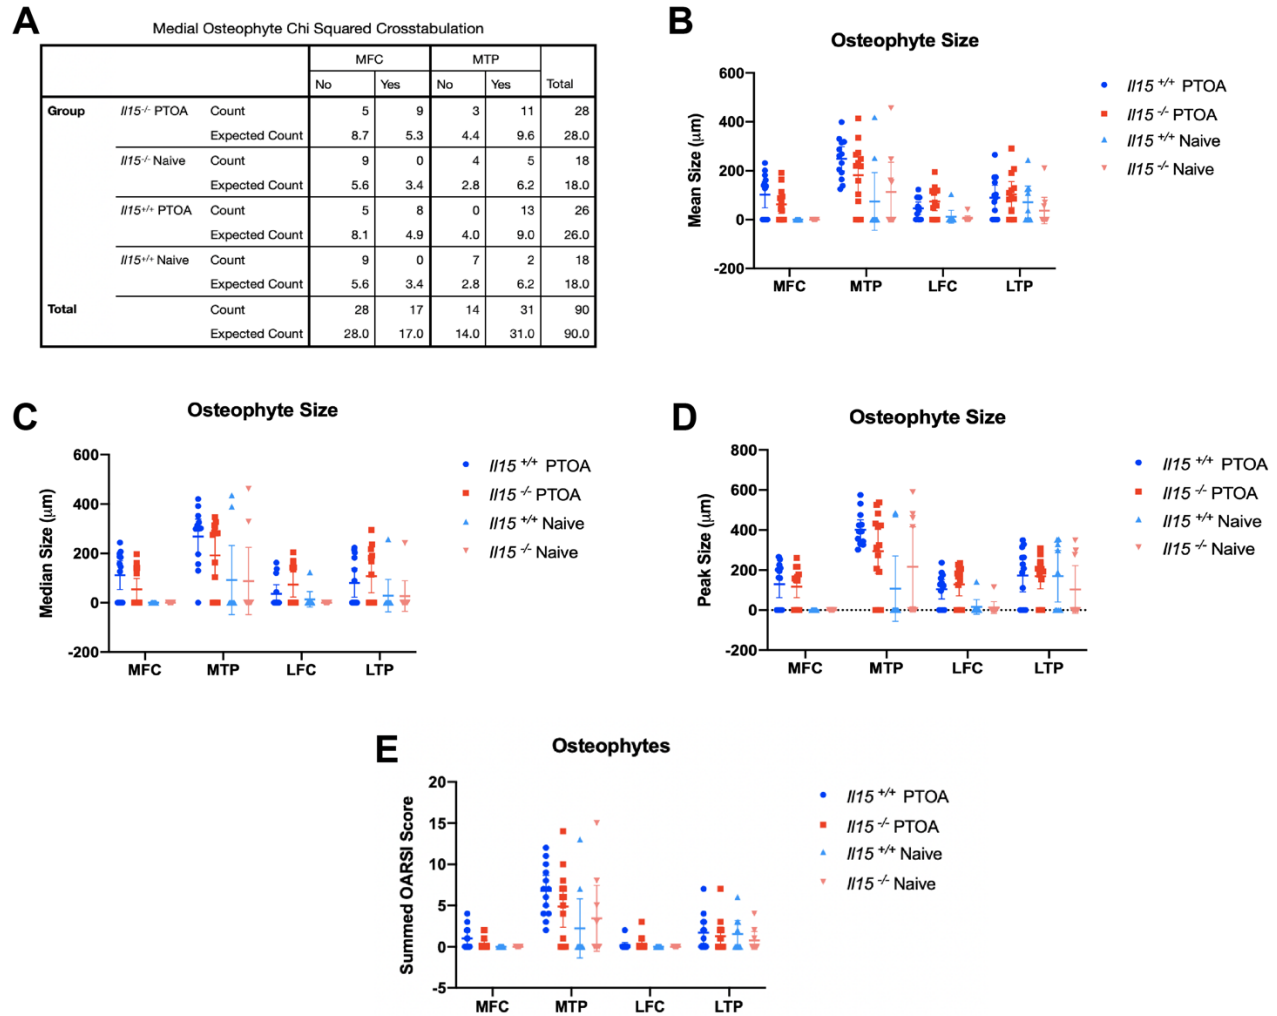 A
Medial Osteophyte Chi Squared Crosstabulation
MFC MTP
No Yes No Yes Total
Group Il15-/- PTOA Count 5 9 3 11 28
Expected Count 8.7 5.3 4.4 9.6 28.0
Il15-/- Naive Count 9 0 4 5 18
Expected Count 5.6 3.4 2.8 6.2 18.0
Il15+/+ PTOA Count 5 8 0 13 26
Expected Count 8.1 4.9 4.0 9.0 26.0
Il15+/+ Naive Count 9 0 7 2 18
Expected Count 5.6 3.4 2.8 6.2 18.0
Total Count 28 17 14 31 90
Expected Count 28.0 17.0 14.0 31.0 90.0
B
Osteophyte Size
Mean Size (μm)
600
400
200
0
-200
MFC MTP LFC LTP
Il15 +/+ PTOA
Il15 -/- PTOA
Il15 +/+ Naive
Il15 -/- Naive
C
Osteophyte Size
Median Size (μm)
600
400
200
0
-200
MFC MTP LFC LTP
Il15 +/+ PTOA
Il15 -/- PTOA
Il15 +/+ Naive
Il15 -/- Naive
D
Osteophyte Size
Peak Size (μm)
800
600
400
200
0
-200
MFC MTP LFC LTP
Il15 +/+ PTOA
Il15 -/- PTOA
Il15 +/+ Naive
Il15 -/- Naive
E
Osteophytes
Summed OARSI Score
20
15
10
5
0
-5
MFC MTP LFC LTP
Il15 +/+ PTOA
Il15 -/- PTOA
Il15 +/+ Naive
Il15 -/- Naive